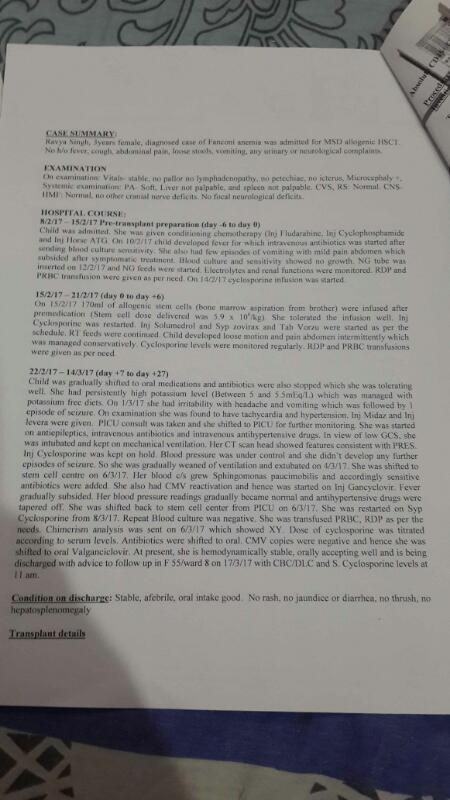 CASE SUMMARY:
Ravya Singh, 3years female, diagnosed case of Fanconi anemia was admitted for MSD allogenic HSCT.
No h/o fever, cough, abdominal pain, loose stools, vomiting, any urinary or neurological complaints.
EXAMINATION
On examination: Vitals- stable, no pallor no lymphadenopathy, no petechiae, no icterus, Microcephaly +,
Systemic examination: PA- Soft, Liver not palpable, and spleen not palpable. CVS, RS: Normal. CNS-
HMF: Normal, no other cranial nerve deficits. No focal neurological deficits.
HOSPITAL COURSE:
8/2/17 – 15/2/17 Pre-transplant preparation (day -6 to day 0)
Child was admitted. She was given conditioning chemotherapy (Inj Fludarabine, Inj Cyclophosphamide
and Inj Horse ATG. On 10/2/17 child developed fever for which intravenous antibiotics was started after
sending blood culture sensitivity. She also had few episodes of vomiting with mild pain abdomen which
subsided after symptomatic treatment. Blood culture and sensitivity showed no growth. NG tube was
inserted on 12/2/17 and NG feeds were started. Electrolytes and renal functions were monitored. RDP and
PRBC transfusion were given as per need. On 14/2/17 cyclosporine infusion was started.
15/2/17 – 21/2/17 (day 0 to day +6)
On 15/2/17 170ml of allogenic stem cells (bone marrow aspiration from brother) were infused after
premedication (Stem cell dose delivered was 5.9 x 10 /kg). She tolerated the infusion well. Inj
Cyclosporine was restarted. Inj Solumedrol and Syp zovirax and Tab Vorzu were started as per the
schedule. RT feeds were continued. Child developed loose motion and pain abdomen intermittently which
was managed conservatively. Cyclosporine levels were monitored regularly. RDP and PRBC transfusions
were given as per need.
22/2/17 – 14/3/17 (day +7 to day +27)
Child was gradually shifted to oral medications and antibiotics were also stopped which she was tolerating
well. She had persistently high potassium level (Between 5 and 5.5mEq/L) which was managed with
potassium free diets. On 1/3/17 she had irritability with headache and vomiting which was followed by 1
episode of seizure. On examination she was found to have tachycardia and hypertension. Inj Midaz and Inj
levera were given. PICU consult was taken and she shifted to PICU for further monitoring. She was started
on antiepileptics, intravenous antibiotics and intravenous antihypertensive drugs. In view of low GCS, she
was intubated and kept on mechanical ventilation. Her CT scan head showed features consistent with PRES.
Inj Cyclosporine was kept on hold. Blood pressure was under control and she didn't develop any further
episodes of seizure. So she was gradually weaned of ventilation and extubated on 4/3/17. She was shifted to
stem cell centre on 6/3/17. Her blood c/s grew Sphingomonas paucimobilis and accordingly sensitive
antibiotics were added. She also had CMV reactivation and hence was started on Inj Gancyclovir. Fever
gradually subsided. Her blood pressure readings gradually became normal and antihypertensive drugs were
tapered off. She was shifted back to stem cell center from PICU on 6/3/17. She was restarted on Syp
Cyclosporine from 8/3/17. Repeat Blood culture was negative. She was transfused PRBC, RDP as per the
needs. Chimerism analysis was sent on 6/3/17 which showed XY. Dose of cyclosporine was titrated
according to serum levels. Antibiotics were shifted to oral. CMV copies were negative and hence she was
shifted to oral Valganciclovir. At present, she is hemodynamically stable, orally accepting well and is being
discharged with advice to follow up in F 55/ward 8 on 17/3/17 with CBC/DLC and S. Cyclosporine levels at
11 am.
Condition on discharge: Stable, afebrile, oral intake good. No rash, no jaundice or diarrhea, no thrush, no
hepatosplenomegaly
Transplant details
Absolute CD
Procedu